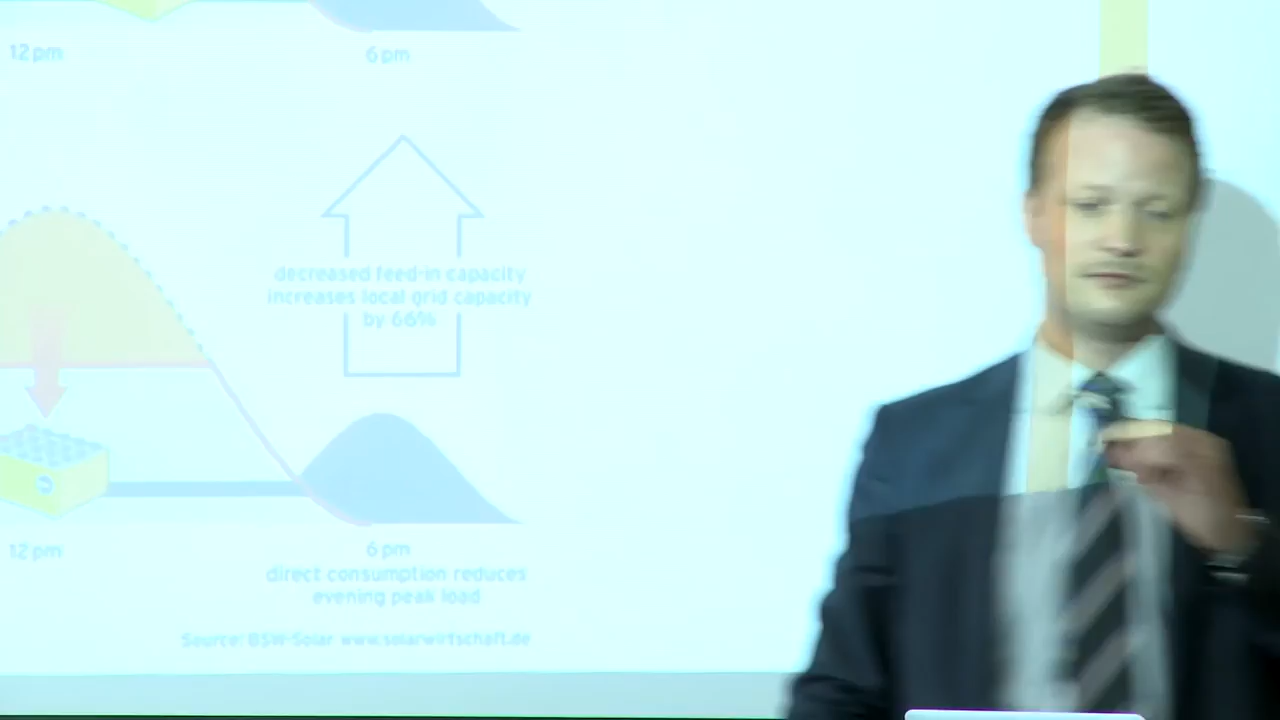 12 pm
6 pm
decreased feed-in capacity
increases local grid capacity
by 66%
12 pm
6 pm
direct consumption reduces
evening peak load
Source: BSW-Solar www.solarwirtschaft.de